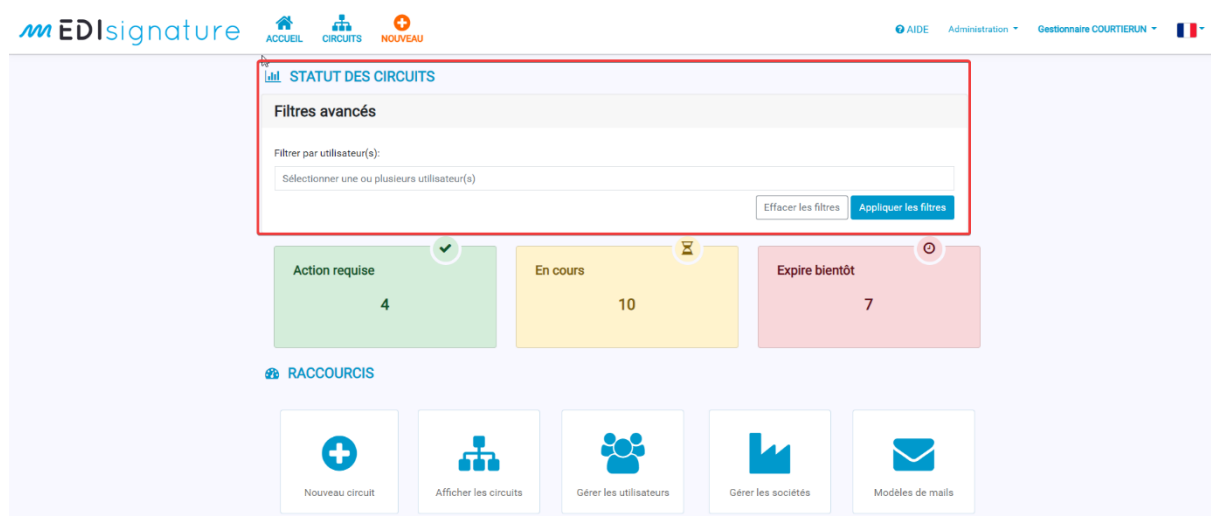 EDIsignature
ACCUEIL CIRCUITS NOUVEAU
AIDE Administration Gestionnaire COURTIERUN
STATUT DES CIRCUITS
Filtres avancés
Filtrer par utilisateur(s):
Sélectionner une ou plusieurs utilisateur(s)
Effacer les filtres Appliquer les filtres
Action requise En cours Expire bientôt
4 10 7
RACCOURCIS
Nouveau circuit Afficher les circuits Gérer les utilisateurs Gérer les sociétés Modèles de mails